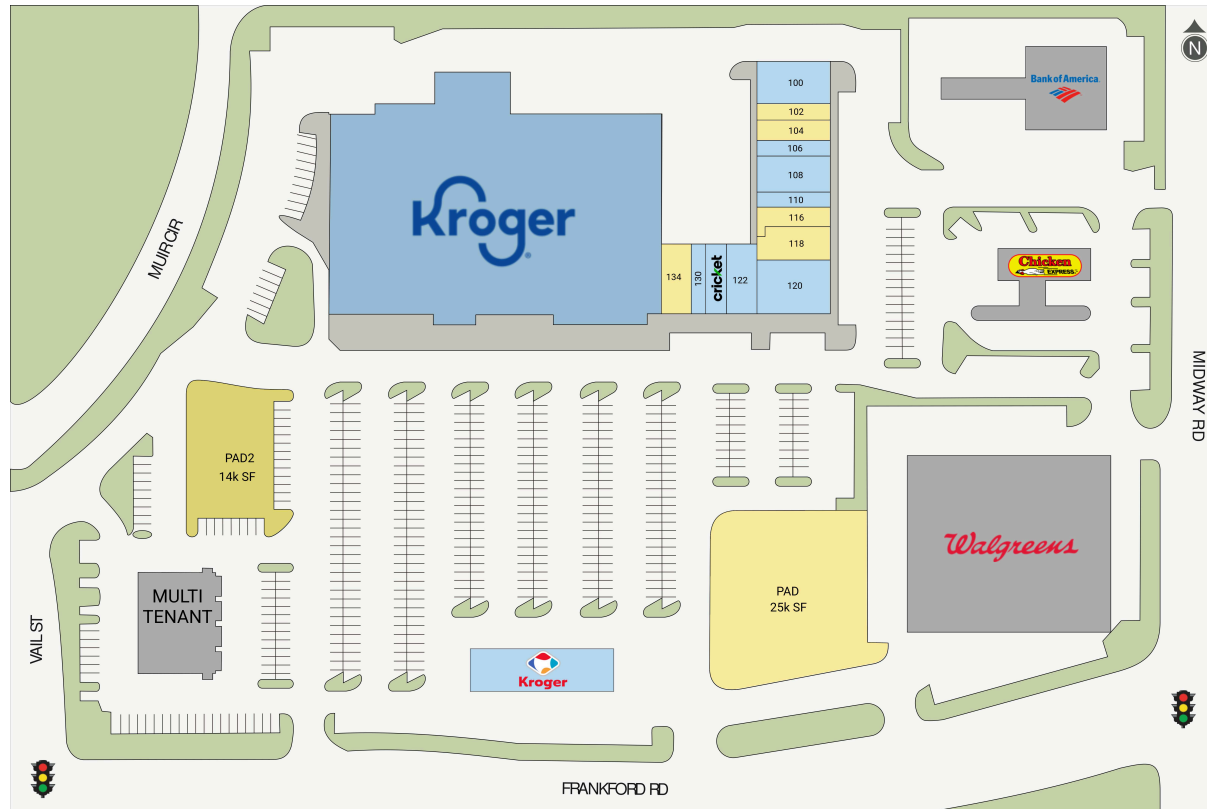 N
Bank of America
100
102
104
106
108
110
116
118
120
122
cricket
130
134
Kroger
Chicken
EXPRESS
MUIR CIR
MIDWAY RD
PAD2
14k SF
Walgreens
PAD
25k SF
MULTI
TENANT
VAIL ST
Kroger
FRANKFORD RD